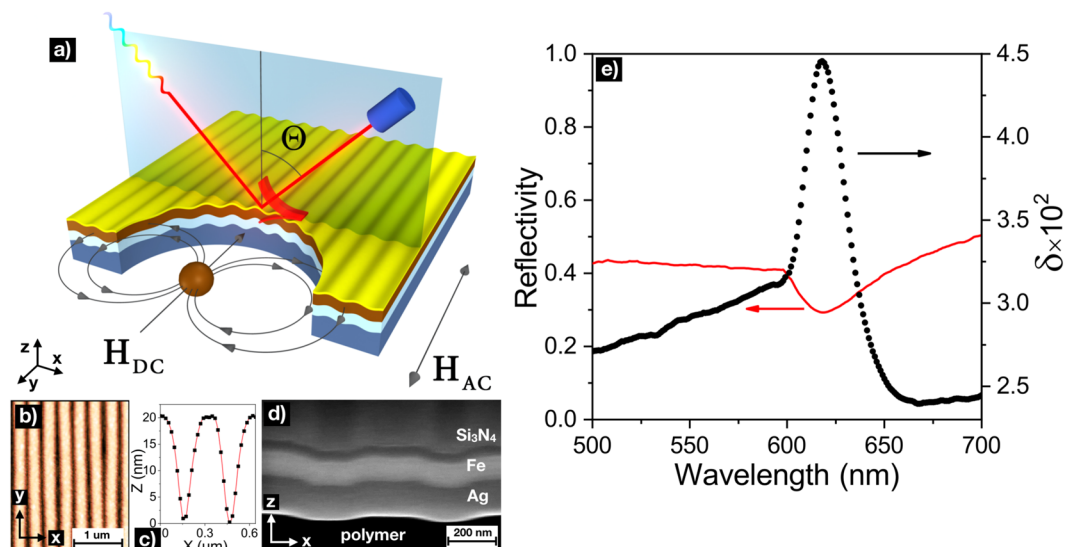 a)
Θ
H DC
H AC
z
x
y
b)
y
x
1 um
20
15
10
5
0
Z (nm)
0.0
0.3
0.6
c)
d)
Si₃N₄
Fe
Ag
z
x
polymer
200 nm
e)
1.0
0.8
0.6
0.4
0.2
0.0
Reflectivity
500
550
600
650
700
Wavelength (nm)
4.5
4.0
3.5
3.0
2.5
δ×10²